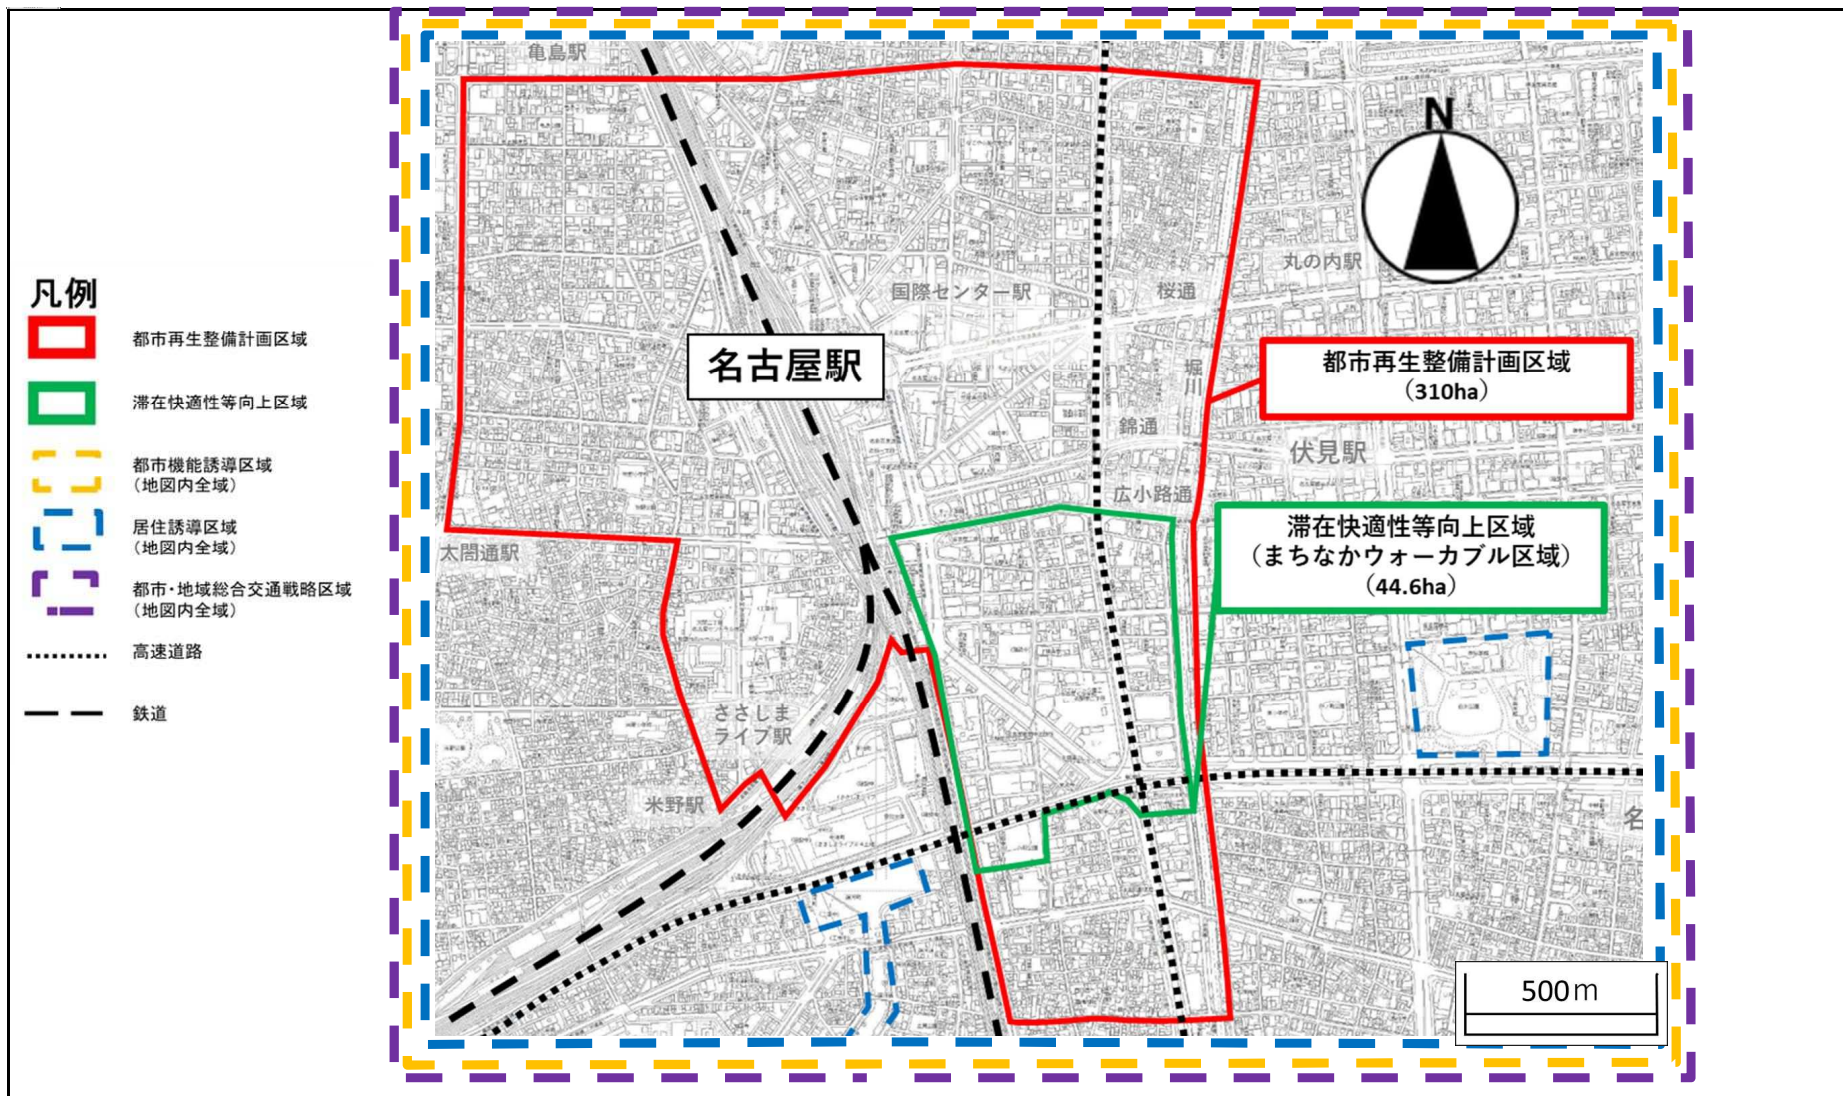 凡例
都市再生整備計画区域
滞在快適性等向上区域
都市機能誘導区域
（地図内全域）
居住誘導区域
（地図内全域）
都市・地域総合交通戦略区域
（地図内全域）
高速道路
鉄道
亀島駅
N
丸の内駅
国際センター駅
桜通
名古屋駅
都市再生整備計画区域
（310ha）
堀川
錦通
伏見駅
広小路通
滞在快適性等向上区域
（まちなかウォーカブル区域）
（44.6ha）
太閤通駅
ささしま
ライブ駅
米野駅
名
500m